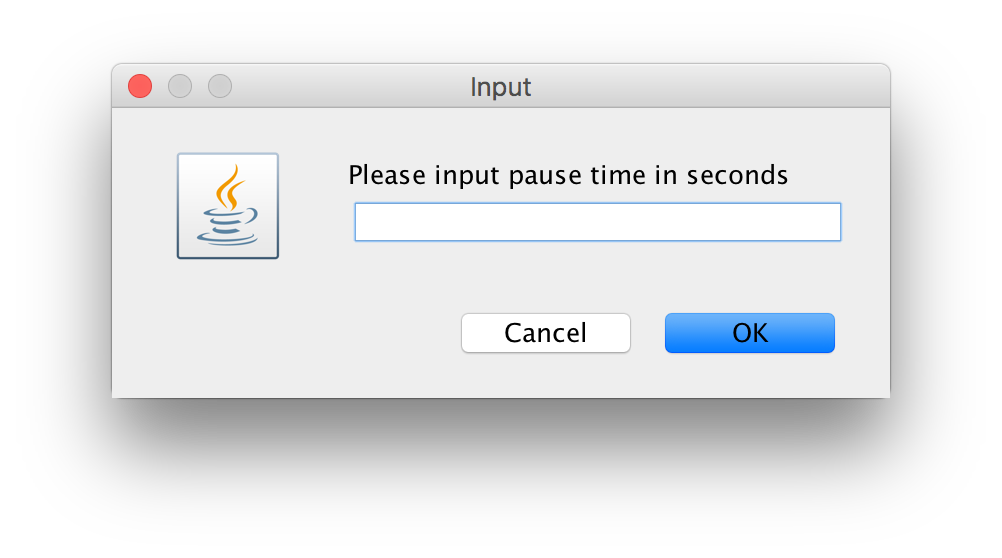 Input
Please input pause time in seconds
Cancel
OK